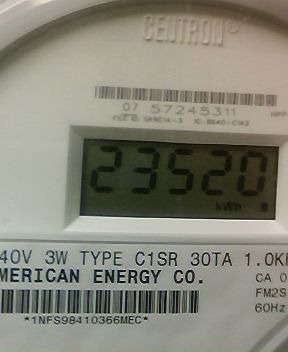 CENTRON®
07 57245311
23520
kWh
40V 3W TYPE C1SR 30TA 1.0K
MERICAN ENERGY CO.
CA 0
FM2S
60Hz
*1NFS98410366MEC*